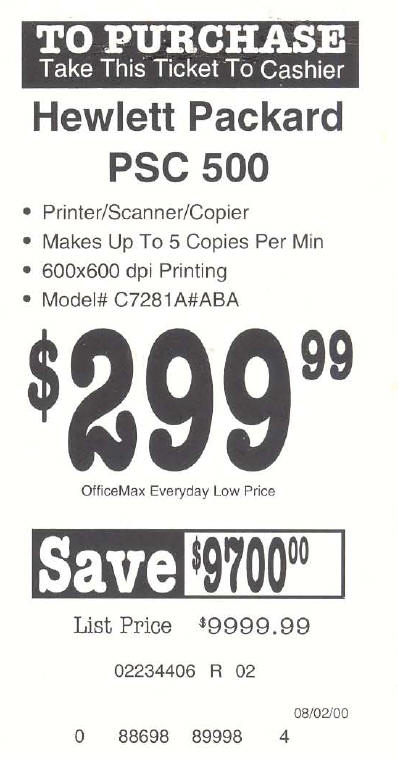 TO PURCHASE
Take This Ticket To Cashier
Hewlett Packard
PSC 500
• Printer/Scanner/Copier
• Makes Up To 5 Copies Per Min
• 600x600 dpi Printing
• Model# C7281A#ABA
$299.99
OfficeMax Everyday Low Price
Save $9700.00
List Price $9999.99
02234406 R 02
08/02/00
0 88698 89998 4